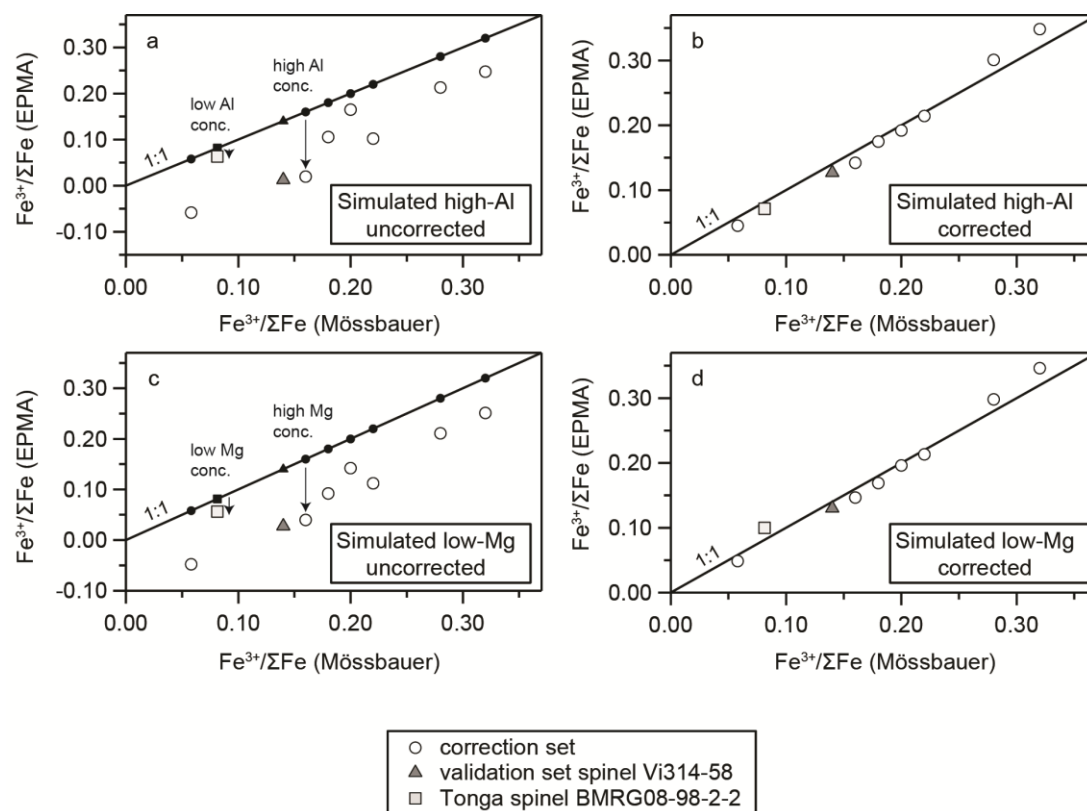 a
high Al
conc.
low Al
conc.
1:1
Simulated high-Al
uncorrected
0.30
0.20
0.10
0.00
-0.10
Fe³⁺/ΣFe (EPMA)
0.00 0.10 0.20 0.30
Fe³⁺/ΣFe (Mössbauer)
b
1:1
Simulated high-Al
corrected
0.30
0.20
0.10
0.00
Fe³⁺/ΣFe (EPMA)
0.00 0.10 0.20 0.30
Fe³⁺/ΣFe (Mössbauer)
c
high Mg
conc.
low Mg
conc.
1:1
Simulated low-Mg
uncorrected
0.30
0.20
0.10
0.00
-0.10
Fe³⁺/ΣFe (EPMA)
0.00 0.10 0.20 0.30
Fe³⁺/ΣFe (Mössbauer)
d
1:1
Simulated low-Mg
corrected
0.30
0.20
0.10
0.00
Fe³⁺/ΣFe (EPMA)
0.00 0.10 0.20 0.30
Fe³⁺/ΣFe (Mössbauer)
correction set
validation set spinel Vi314-58
Tonga spinel BMRG08-98-2-2